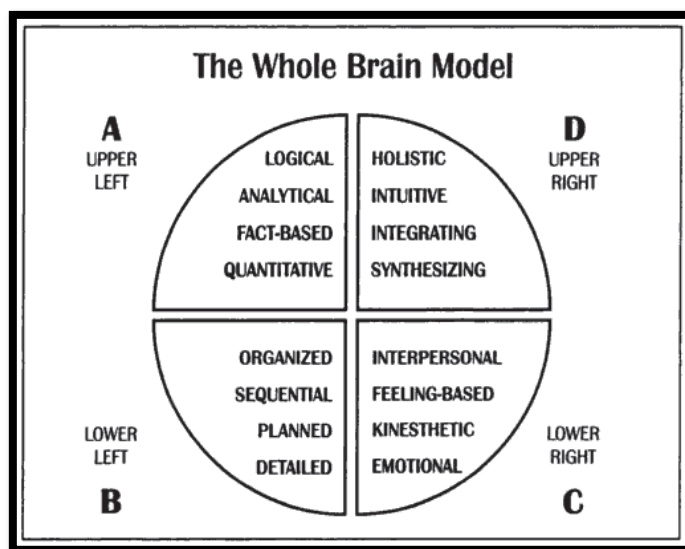 The Whole Brain Model
A
UPPER
LEFT
LOGICAL
ANALYTICAL
FACT-BASED
QUANTITATIVE
HOLISTIC
INTUITIVE
INTEGRATING
SYNTHESIZING
D
UPPER
RIGHT
LOWER
LEFT
B
ORGANIZED
SEQUENTIAL
PLANNED
DETAILED
INTERPERSONAL
FEELING-BASED
KINESTHETIC
EMOTIONAL
LOWER
RIGHT
C